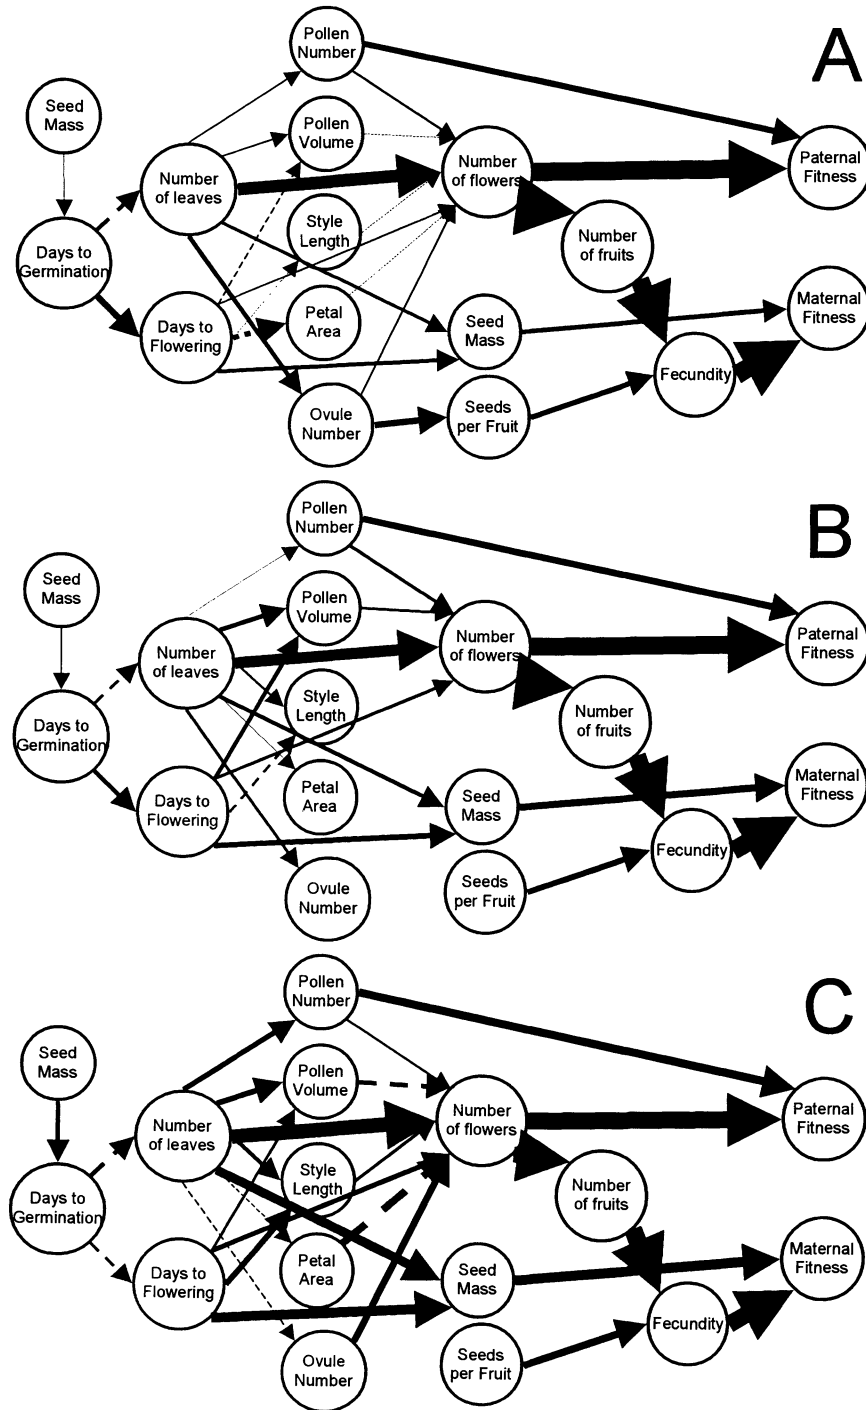 A
Pollen
Number
Seed
Mass
Pollen
Volume
Number
of leaves
Number
of flowers
Paternal
Fitness
Style
Length
Number
of fruits
Days to
Germination
Petal
Area
Days to
Flowering
Seed
Mass
Maternal
Fitness
Fecundity
Ovule
Number
Seeds
per Fruit
B
Pollen
Number
Seed
Mass
Pollen
Volume
Number
of leaves
Number
of flowers
Paternal
Fitness
Style
Length
Number
of fruits
Days to
Germination
Petal
Area
Days to
Flowering
Seed
Mass
Maternal
Fitness
Fecundity
Ovule
Number
Seeds
per Fruit
C
Pollen
Number
Seed
Mass
Pollen
Volume
Number
of leaves
Number
of flowers
Paternal
Fitness
Style
Length
Number
of fruits
Days to
Germination
Petal
Area
Days to
Flowering
Seed
Mass
Maternal
Fitness
Fecundity
Ovule
Number
Seeds
per Fruit